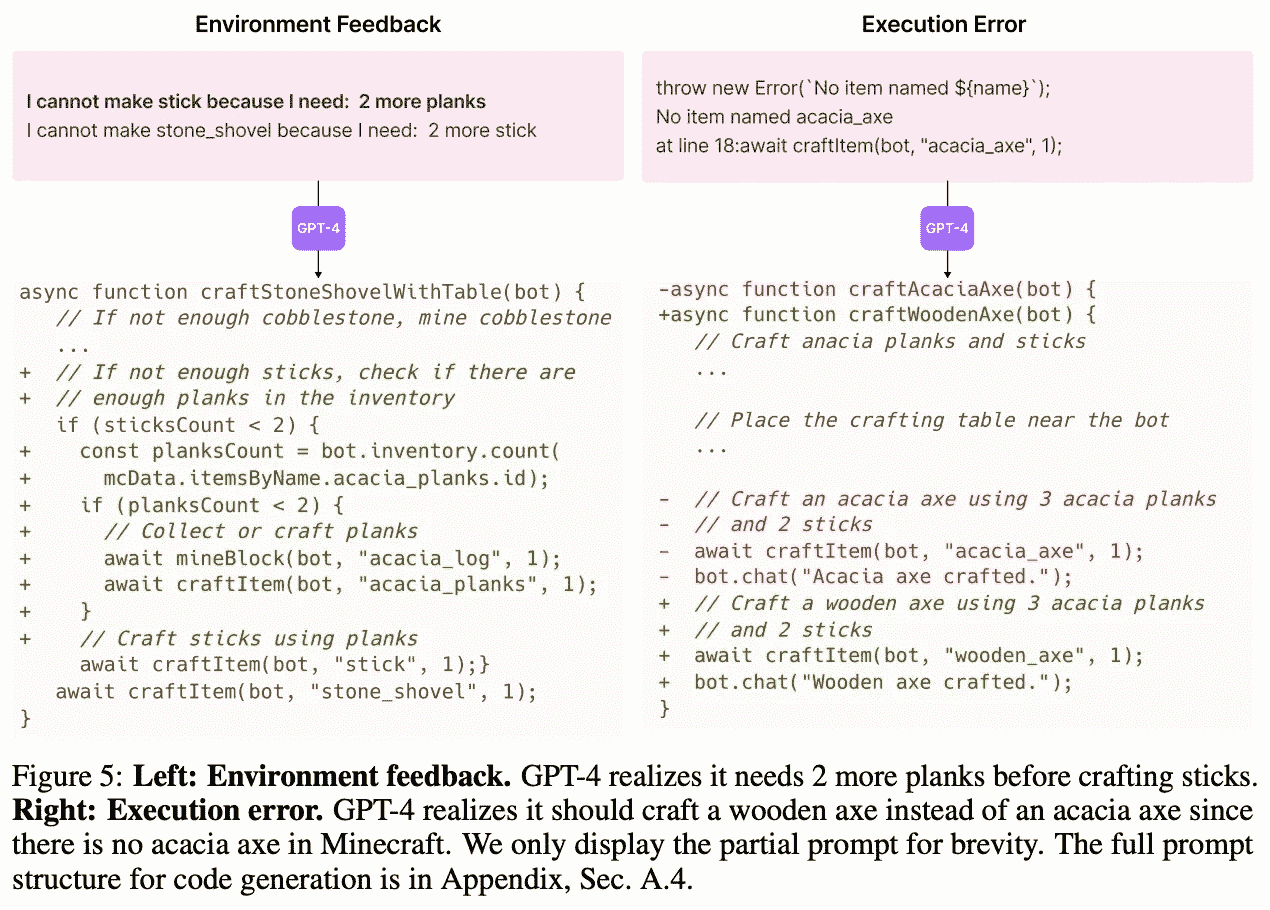 Environment Feedback
I cannot make stick because I need:  2 more planks
I cannot make stone_shovel because I need:  2 more stick
GPT-4
async function craftStoneShovelWithTable(bot) {
   // If not enough cobblestone, mine cobblestone
   ...
+  // If not enough sticks, check if there are
+  // enough planks in the inventory
   if (sticksCount < 2) {
+    const planksCount = bot.inventory.count(
+      mcData.itemsByName.acacia_planks.id);
+    if (planksCount < 2) {
+      // Collect or craft planks
+      await mineBlock(bot, "acacia_log", 1);
+      await craftItem(bot, "acacia_planks", 1);
+    }
+    // Craft sticks using planks
     await craftItem(bot, "stick", 1);}
   await craftItem(bot, "stone_shovel", 1);
}
Execution Error
throw new Error(`No item named ${name}`);
No item named acacia_axe
at line 18:await craftItem(bot, "acacia_axe", 1);
GPT-4
-async function craftAcaciaAxe(bot) {
+async function craftWoodenAxe(bot) {
   // Craft anacia planks and sticks
   ...
   // Place the crafting table near the bot
   ...
-  // Craft an acacia axe using 3 acacia planks
-  // and 2 sticks
-  await craftItem(bot, "acacia_axe", 1);
-  bot.chat("Acacia axe crafted.");
+  // Craft a wooden axe using 3 acacia planks
+  // and 2 sticks
+  await craftItem(bot, "wooden_axe", 1);
+  bot.chat("Wooden axe crafted.");
}
Figure 5: Left: Environment feedback. GPT-4 realizes it needs 2 more planks before crafting sticks.
Right: Execution error. GPT-4 realizes it should craft a wooden axe instead of an acacia axe since
there is no acacia axe in Minecraft. We only display the partial prompt for brevity. The full prompt
structure for code generation is in Appendix, Sec. A.4.